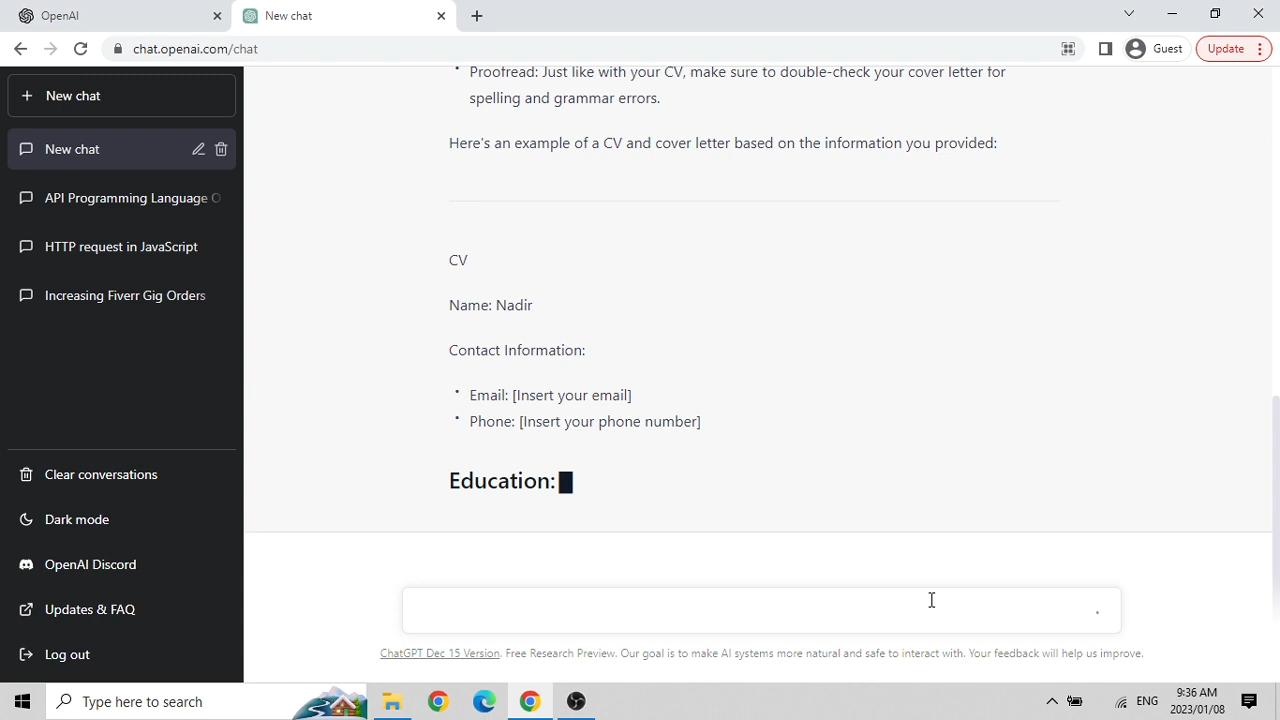 OpenAI
New chat
chat.openai.com/chat
Guest
Update
New chat
New chat
API Programming Language O
HTTP request in JavaScript
Increasing Fiverr Gig Orders
Clear conversations
Dark mode
OpenAI Discord
Updates & FAQ
Log out
• Proofread: Just like with your CV, make sure to double-check your cover letter for
spelling and grammar errors.
Here's an example of a CV and cover letter based on the information you provided:
CV
Name: Nadir
Contact Information:
• Email: [Insert your email]
• Phone: [Insert your phone number]
Education:
ChatGPT Dec 15 Version. Free Research Preview. Our goal is to make AI systems more natural and safe to interact with. Your feedback will help us improve.
Type here to search
ENG
9:36 AM
2023/01/08